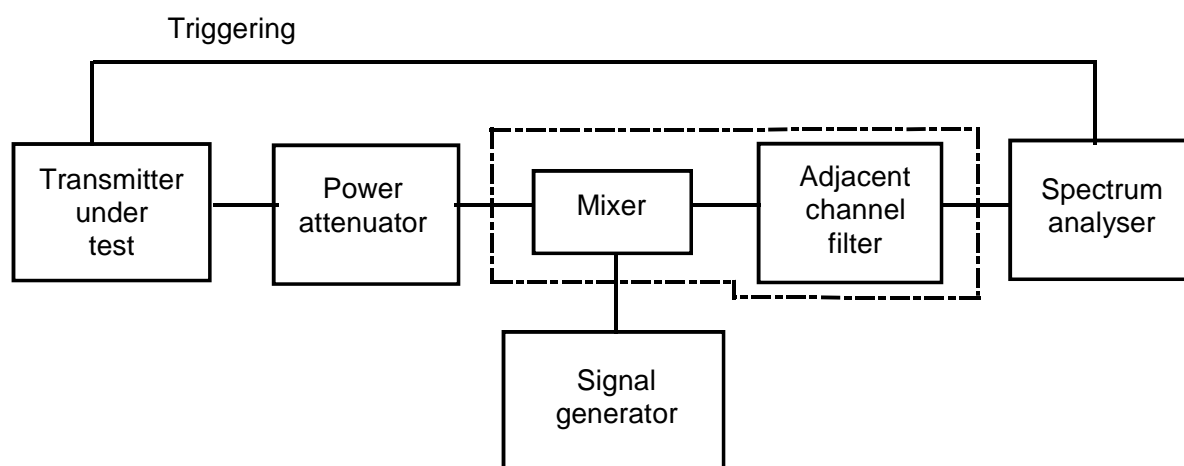 Triggering
Transmitter
under
test
Power
attenuator
Mixer
Adjacent
channel
filter
Spectrum
analyser
Signal
generator